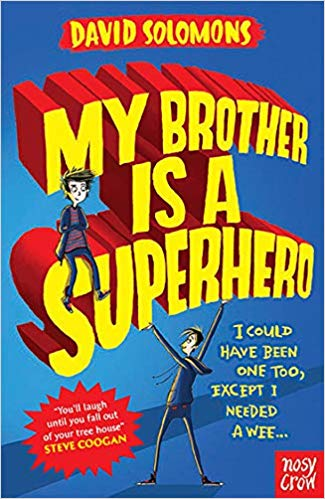 DAVID SOLOMONS
MY BROTHER
IS A
SUPERHERO
I COULD
HAVE BEEN
ONE TOO,
EXCEPT I
NEEDED
A WEE...
"You'll laugh
until you fall out
of your tree house"
STEVE COOGAN
nosy
crow